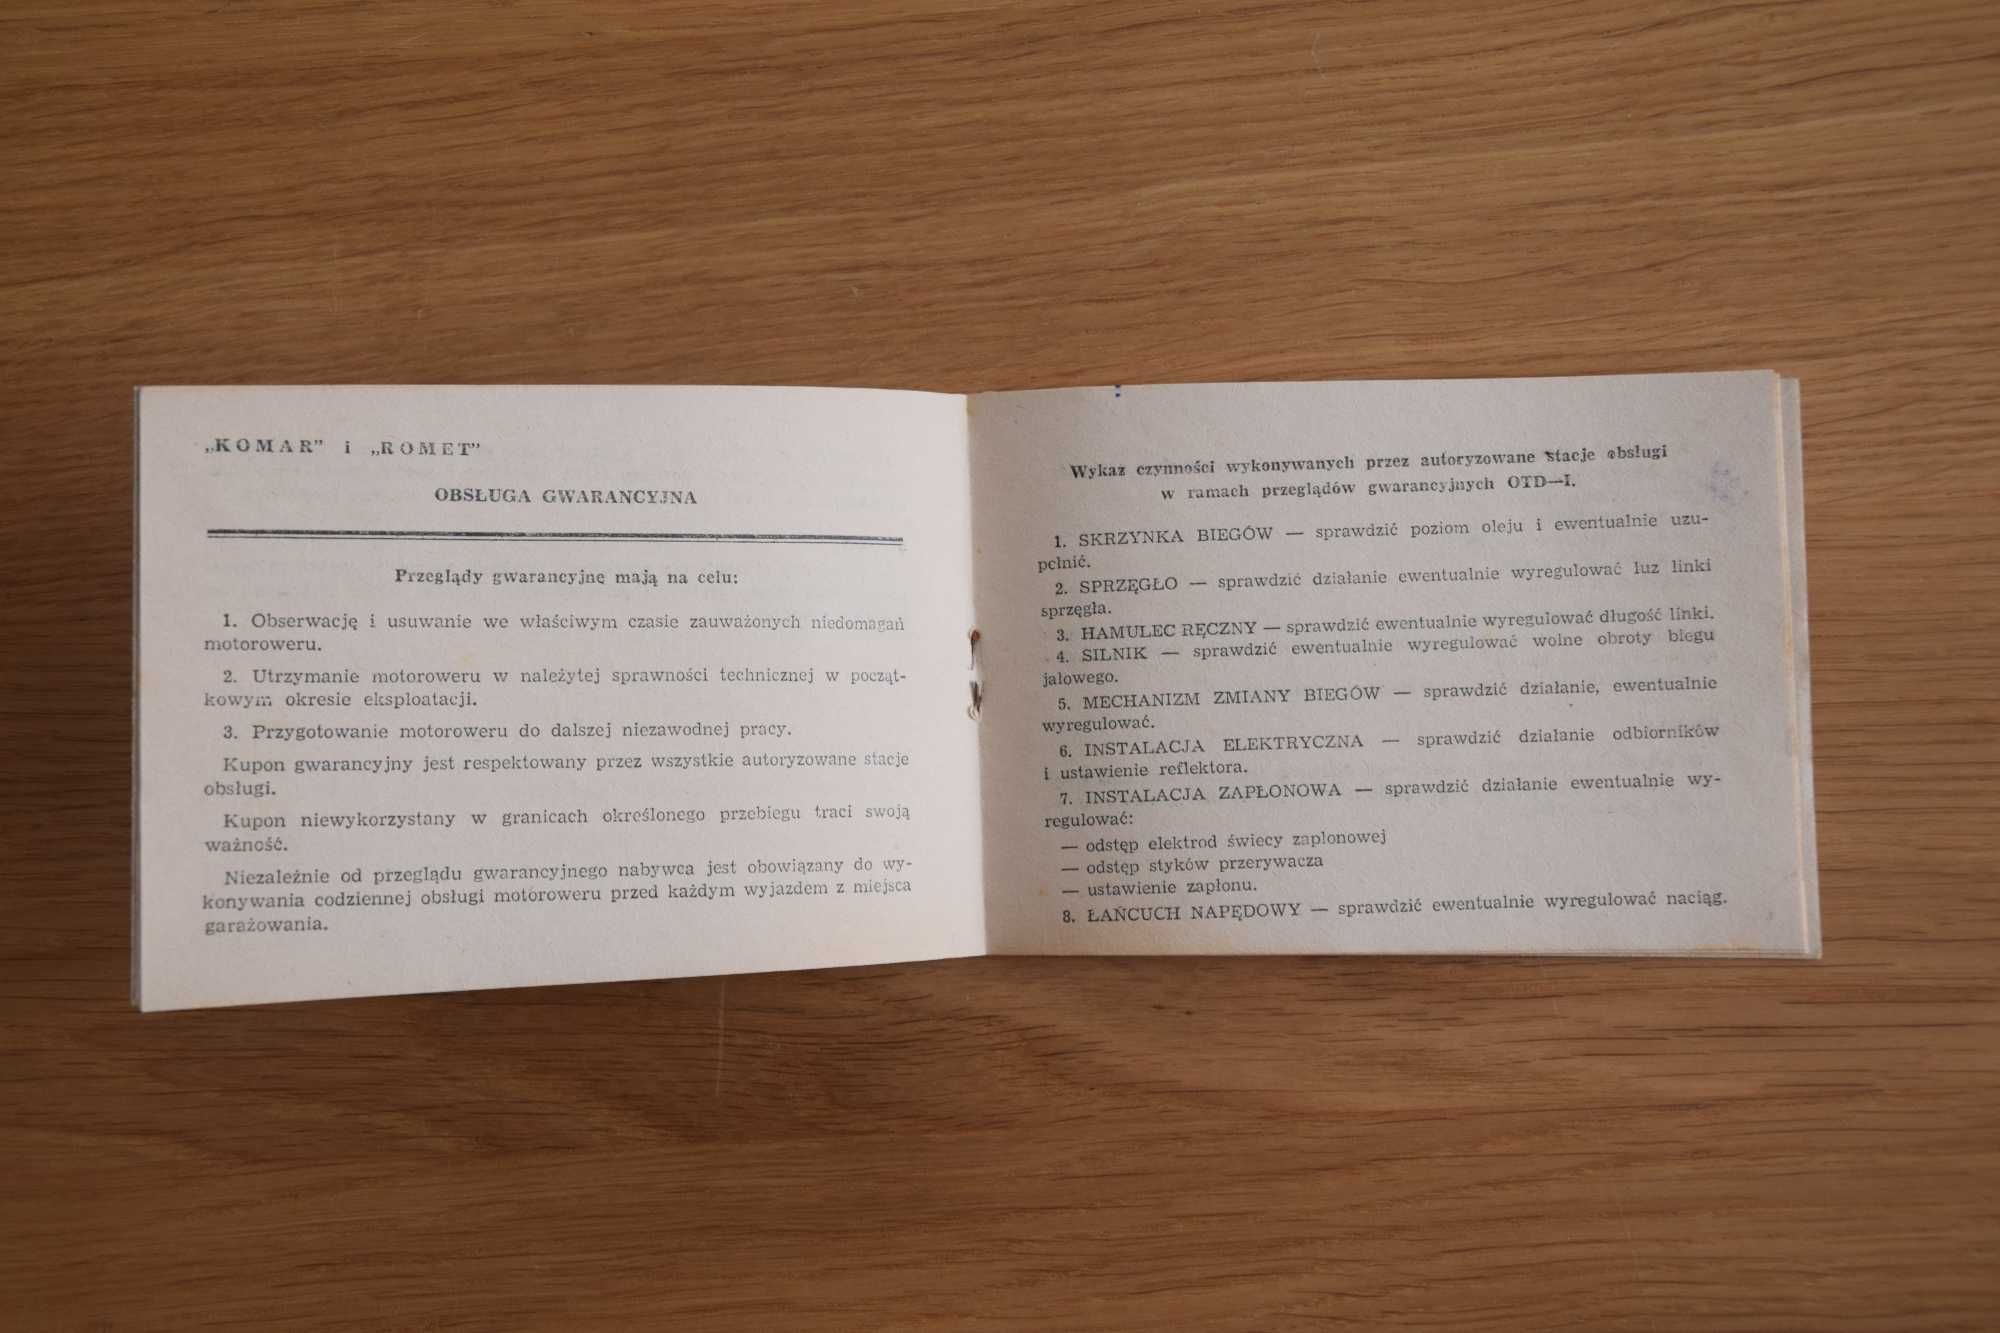 „KOMAR” i „ROMET”
OBSŁUGA GWARANCYJNA
Przeglądy gwarancyjne mają na celu:
1. Obserwację i usuwanie we właściwym czasie zauważonych niedomagań
motoroweru.
2. Utrzymanie motoroweru w należytej sprawności technicznej w począt-
kowym okresie eksploatacji.
3. Przygotowanie motoroweru do dalszej niezawodnej pracy.
Kupon gwarancyjny jest respektowany przez wszystkie autoryzowane stacje
obsługi.
Kupon niewykorzystany w granicach określonego przebiegu traci swoją
ważność.
Niezależnie od przeglądu gwarancyjnego nabywca jest obowiązany do wy-
konywania codziennej obsługi motoroweru przed każdym wyjazdem z miejsca
garażowania.
Wykaz czynności wykonywanych przez autoryzowane stacje obsługi
w ramach przeglądów gwarancyjnych OTD—I.
1. SKRZYNKA BIEGÓW — sprawdzić poziom oleju i ewentualnie uzu-
pełnić.
2. SPRZĘGŁO — sprawdzić działanie ewentualnie wyregulować luz linki
sprzęgła.
3. HAMULEC RĘCZNY — sprawdzić ewentualnie wyregulować długość linki.
4. SILNIK — sprawdzić ewentualnie wyregulować wolne obroty biegu
jałowego.
5. MECHANIZM ZMIANY BIEGÓW — sprawdzić działanie, ewentualnie
wyregulować.
6. INSTALACJA ELEKTRYCZNA — sprawdzić działanie odbiorników
i ustawienie reflektora.
7. INSTALACJA ZAPŁONOWA — sprawdzić działanie ewentualnie wy-
regulować:
— odstęp elektrod świecy zapłonowej
— odstęp styków przerywacza
— ustawienie zapłonu.
8. ŁAŃCUCH NAPĘDOWY — sprawdzić ewentualnie wyregulować naciąg.